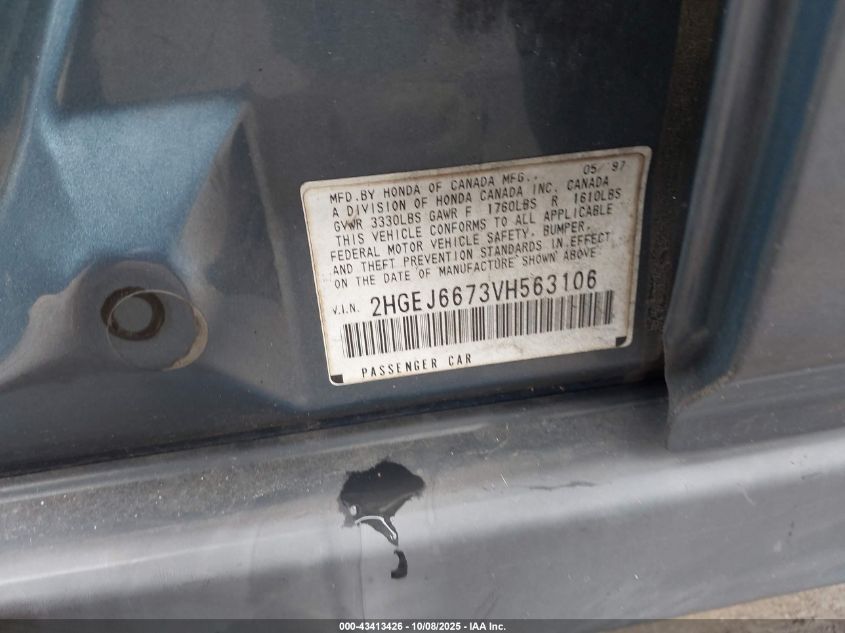 MFD.BY HONDA OF CANADA MFG... 05/97
A DIVISION OF HONDA CANADA INC. CANADA
GVWR 3330LBS GAWR F 1760LBS R 1610LBS
THIS VEHICLE CONFORMS TO ALL APPLICABLE
FEDERAL MOTOR VEHICLE SAFETY. BUMPER,
AND THEFT PREVENTION STANDARDS IN EFFECT
ON THE DATE OF MANUFACTURE SHOWN ABOVE
V.I.N. 2HGEJ6673VH563106
PASSENGER CAR
000-43413426 - 10/08/2025 - IAA Inc.